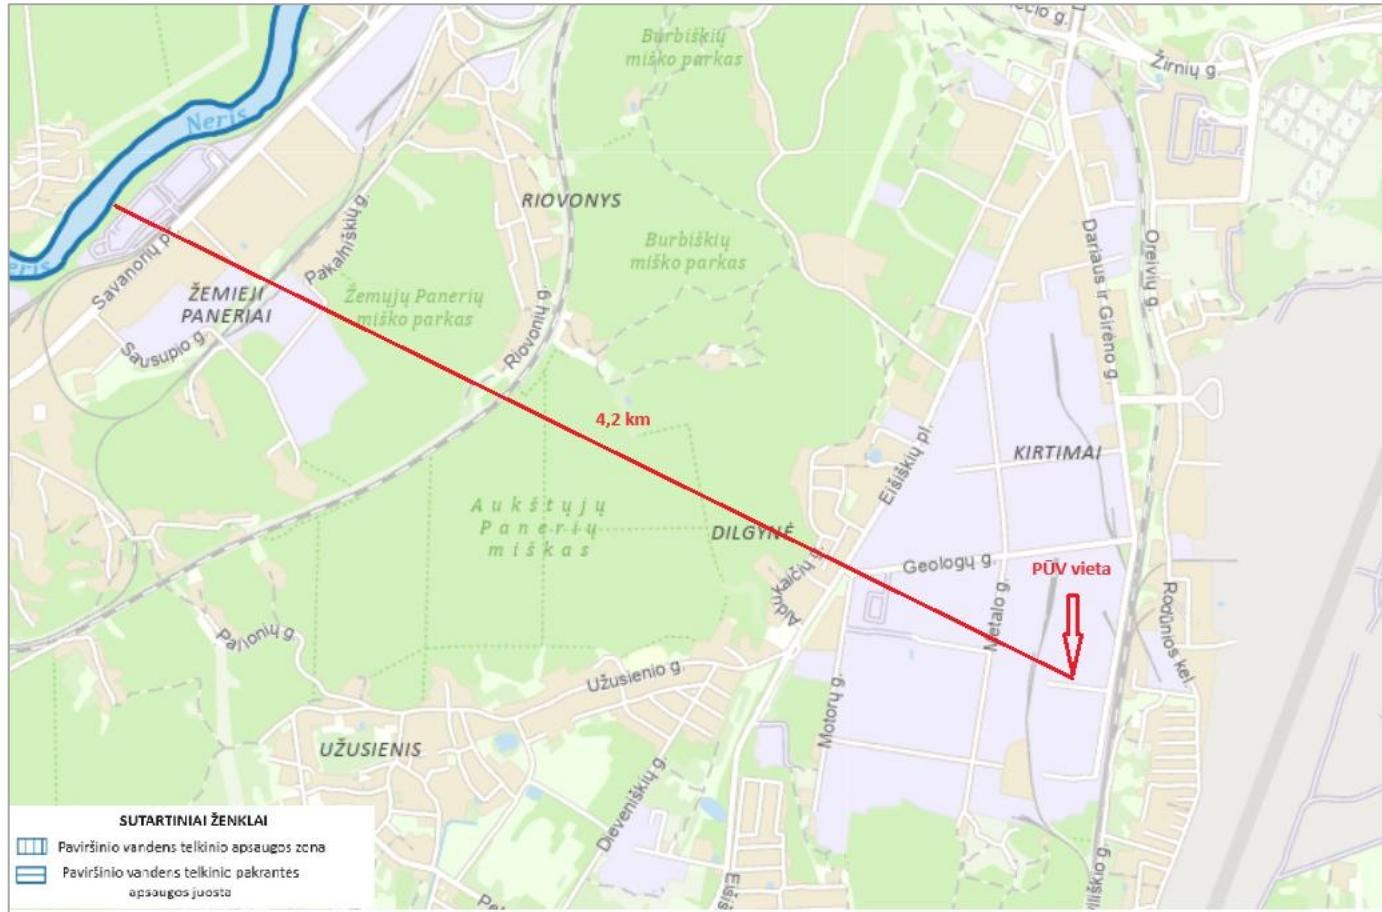 Burbiškių
miško parkas
Žirnių g.
Neris
RIOVONYS
Pakalniškių g.
Burbiškių
miško parkas
Dariaus ir Girėno g.
Oreivių g.
Savanorių pl.
ŽEMIEJI
PANERIAI
Žemųjų Panerių
miško parkas
Sausupio g.
Riovonių g.
4,2 km
Eišiškių pl.
KIRTIMAI
Aukštųjų
Panerių
miškas
DILGYNĖ
Geologų g.
PŪV vieta
Metalo g.
Rodūnios kel.
Užusienio g.
Motorų g.
UŽUSIENIS
Dieveniškių g.
SUTARTINIAI ŽENKLAI
Paviršinio vandens telkinio apsaugos zona
Paviršinio vandens telkinio pakrantės
apsaugos juosta